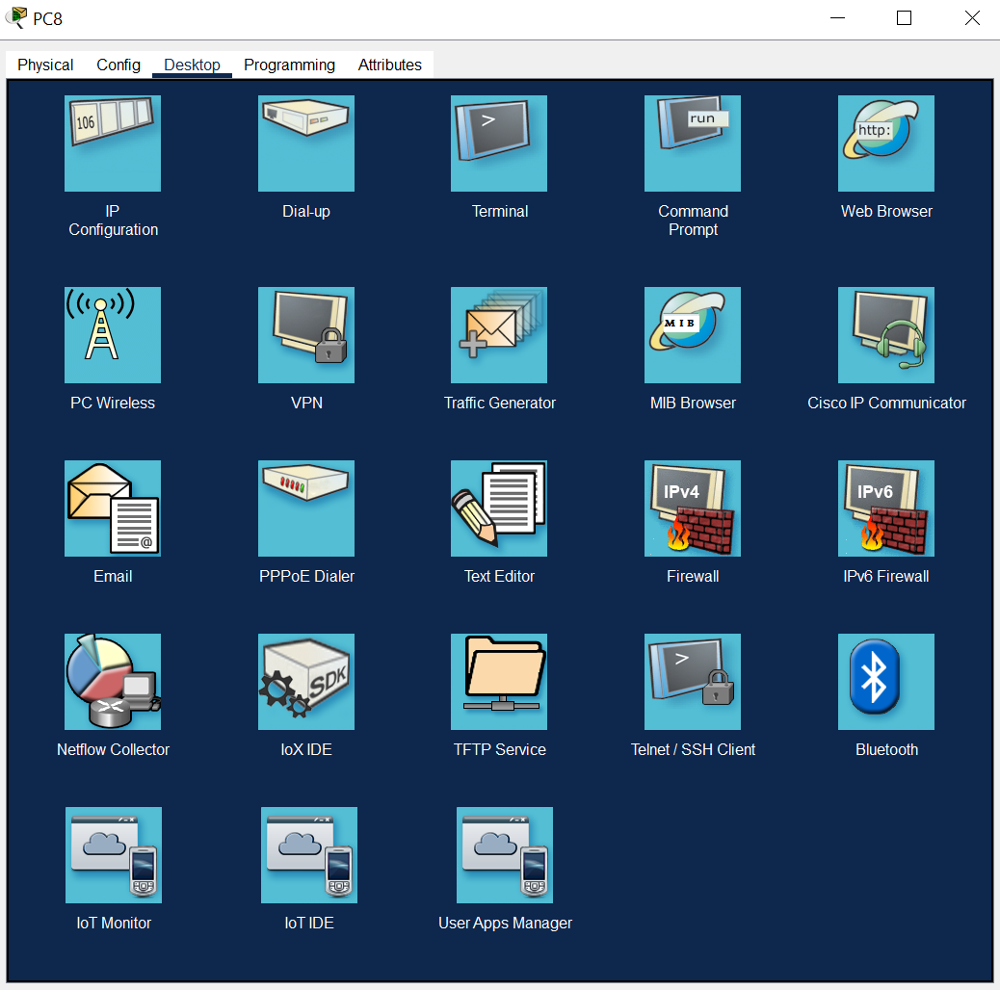 PC8
Physical Config Desktop Programming Attributes
106
run
http:
IP
Configuration
Dial-up
Terminal
Command
Prompt
Web Browser
MIB
PC Wireless
VPN
Traffic Generator
MIB Browser
Cisco IP Communicator
@
IPv4
IPv6
Email
PPPoE Dialer
Text Editor
Firewall
IPv6 Firewall
SDK
Netflow Collector
IoX IDE
TFTP Service
Telnet / SSH Client
Bluetooth
IoT Monitor
IoT IDE
User Apps Manager